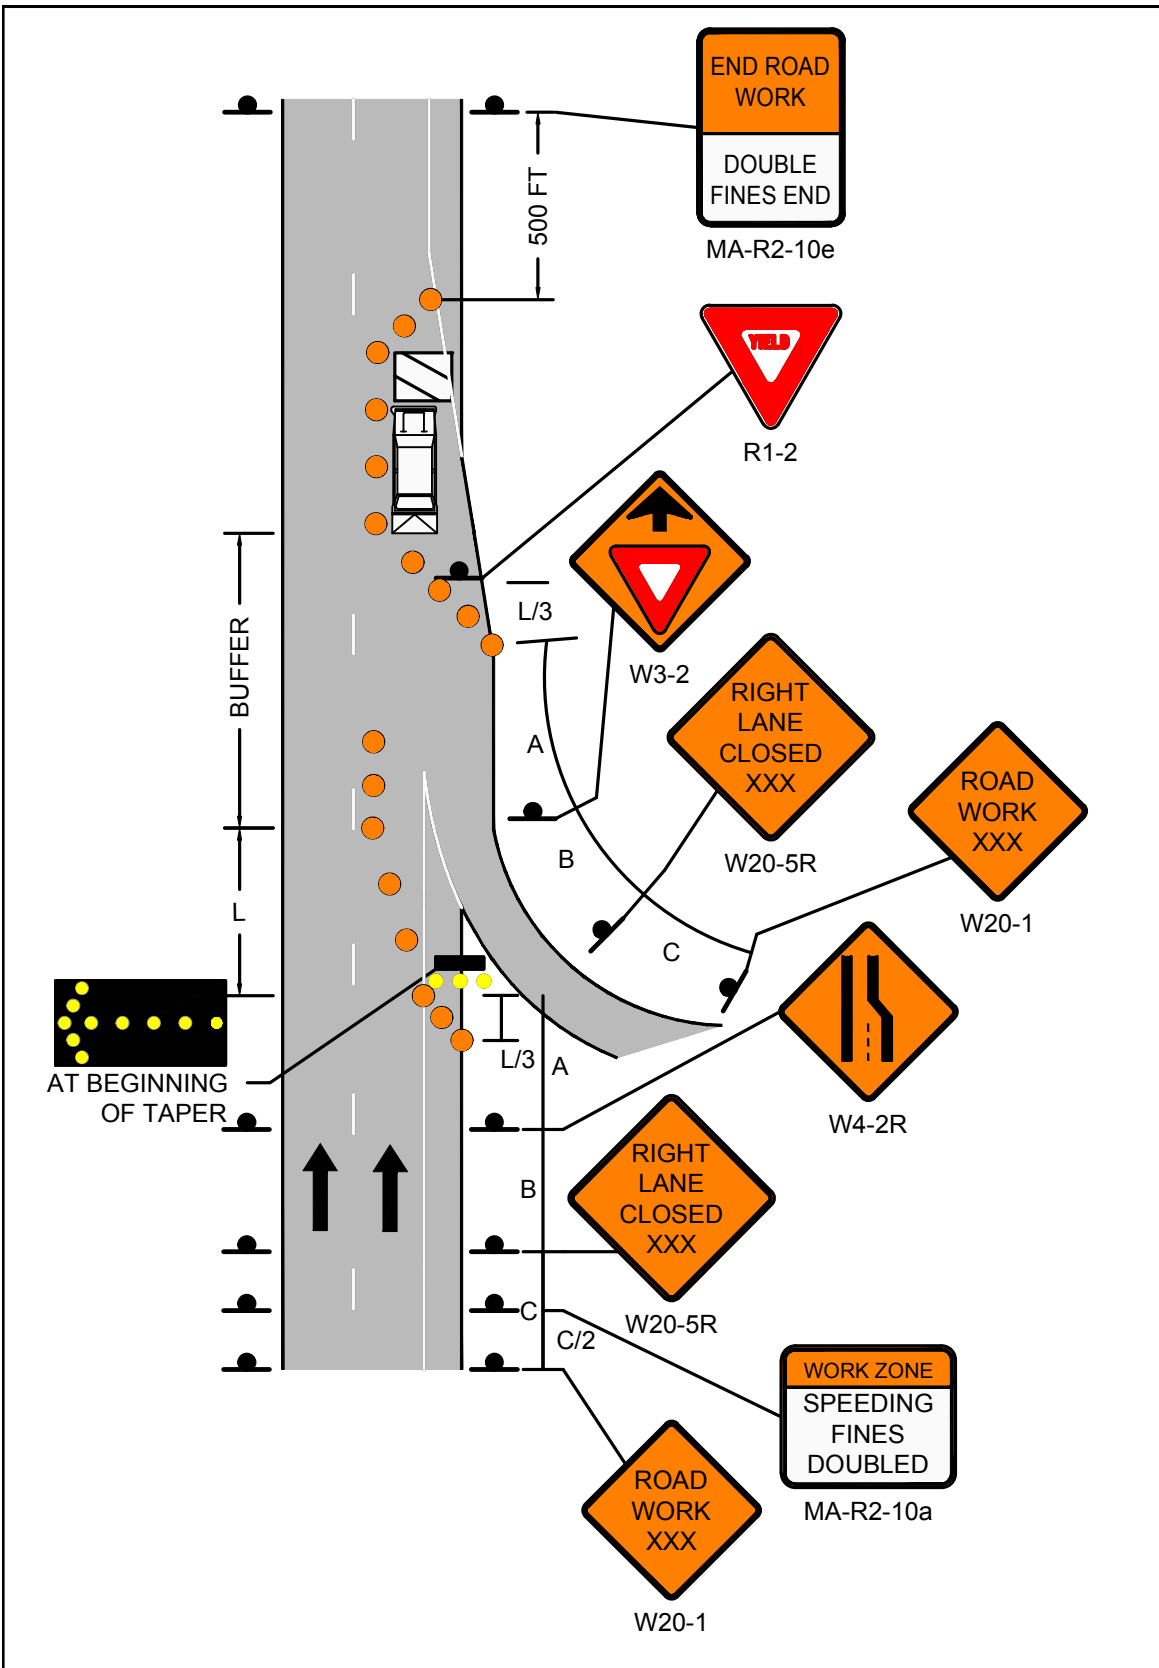 END ROAD
WORK
DOUBLE
FINES END
MA-R2-10e
500 FT
YIELD
R1-2
L/3
W3-2
BUFFER
A
RIGHT
LANE
CLOSED
XXX
W20-5R
ROAD
WORK
XXX
W20-1
B
L
C
AT BEGINNING
OF TAPER
L/3
A
W4-2R
B
RIGHT
LANE
CLOSED
XXX
W20-5R
C
C/2
WORK ZONE
SPEEDING
FINES
DOUBLED
MA-R2-10a
ROAD
WORK
XXX
W20-1